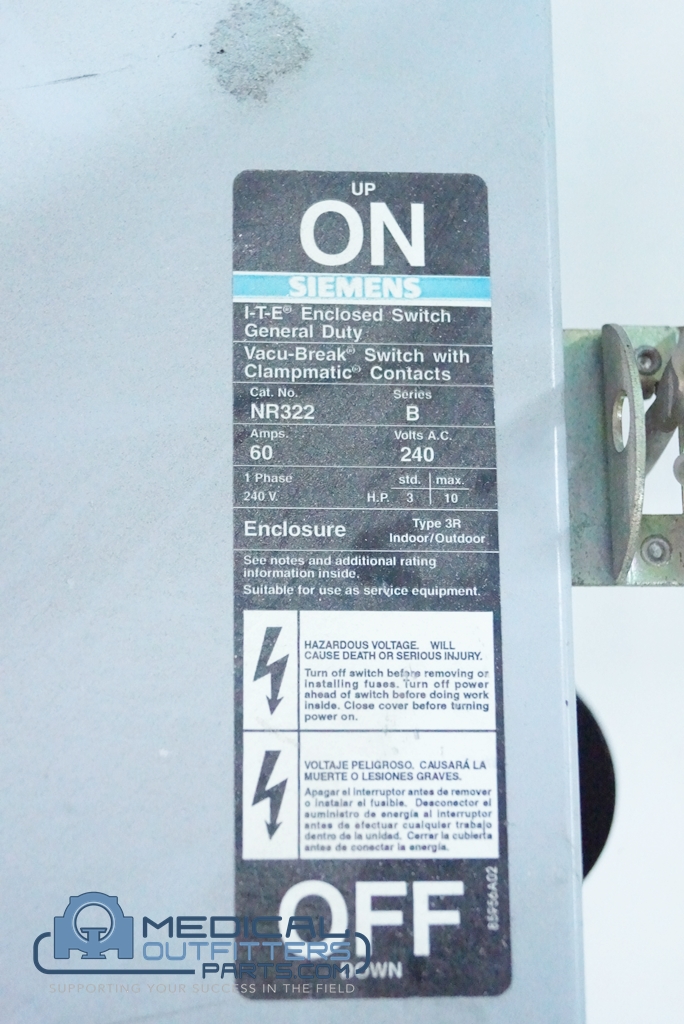 UP
ON
SIEMENS
I-T-E® Enclosed Switch
General Duty
Vacu-Break® Switch with
Clampmatic® Contacts
Cat. No. Series
NR322 B
Amps. Volts A.C.
60 240
1 Phase std. max.
240 V. H.P. 3 10
Enclosure Type 3R
Indoor/Outdoor
See notes and additional rating
information inside.
Suitable for use as service equipment.
HAZARDOUS VOLTAGE. WILL
CAUSE DEATH OR SERIOUS INJURY.
Turn off switch before removing or
installing fuses. Turn off power
ahead of switch before doing work
inside. Close cover before turning
power on.
VOLTAJE PELIGROSO. CAUSARÁ LA
MUERTE O LESIONES GRAVES.
Apagar el interruptor antes de remover
o instalar el fusible. Desconector el
suministro de energia al interruptor
antes de efectuar cualquier trabajo
dentro de la unidad. Cerrar la cubierta
antes de conectar la energia.
85956A02
OFF
DOWN
MEDICAL
OUTFITTERS
PARTS.COM
SUPPORTING YOUR SUCCESS IN THE FIELD